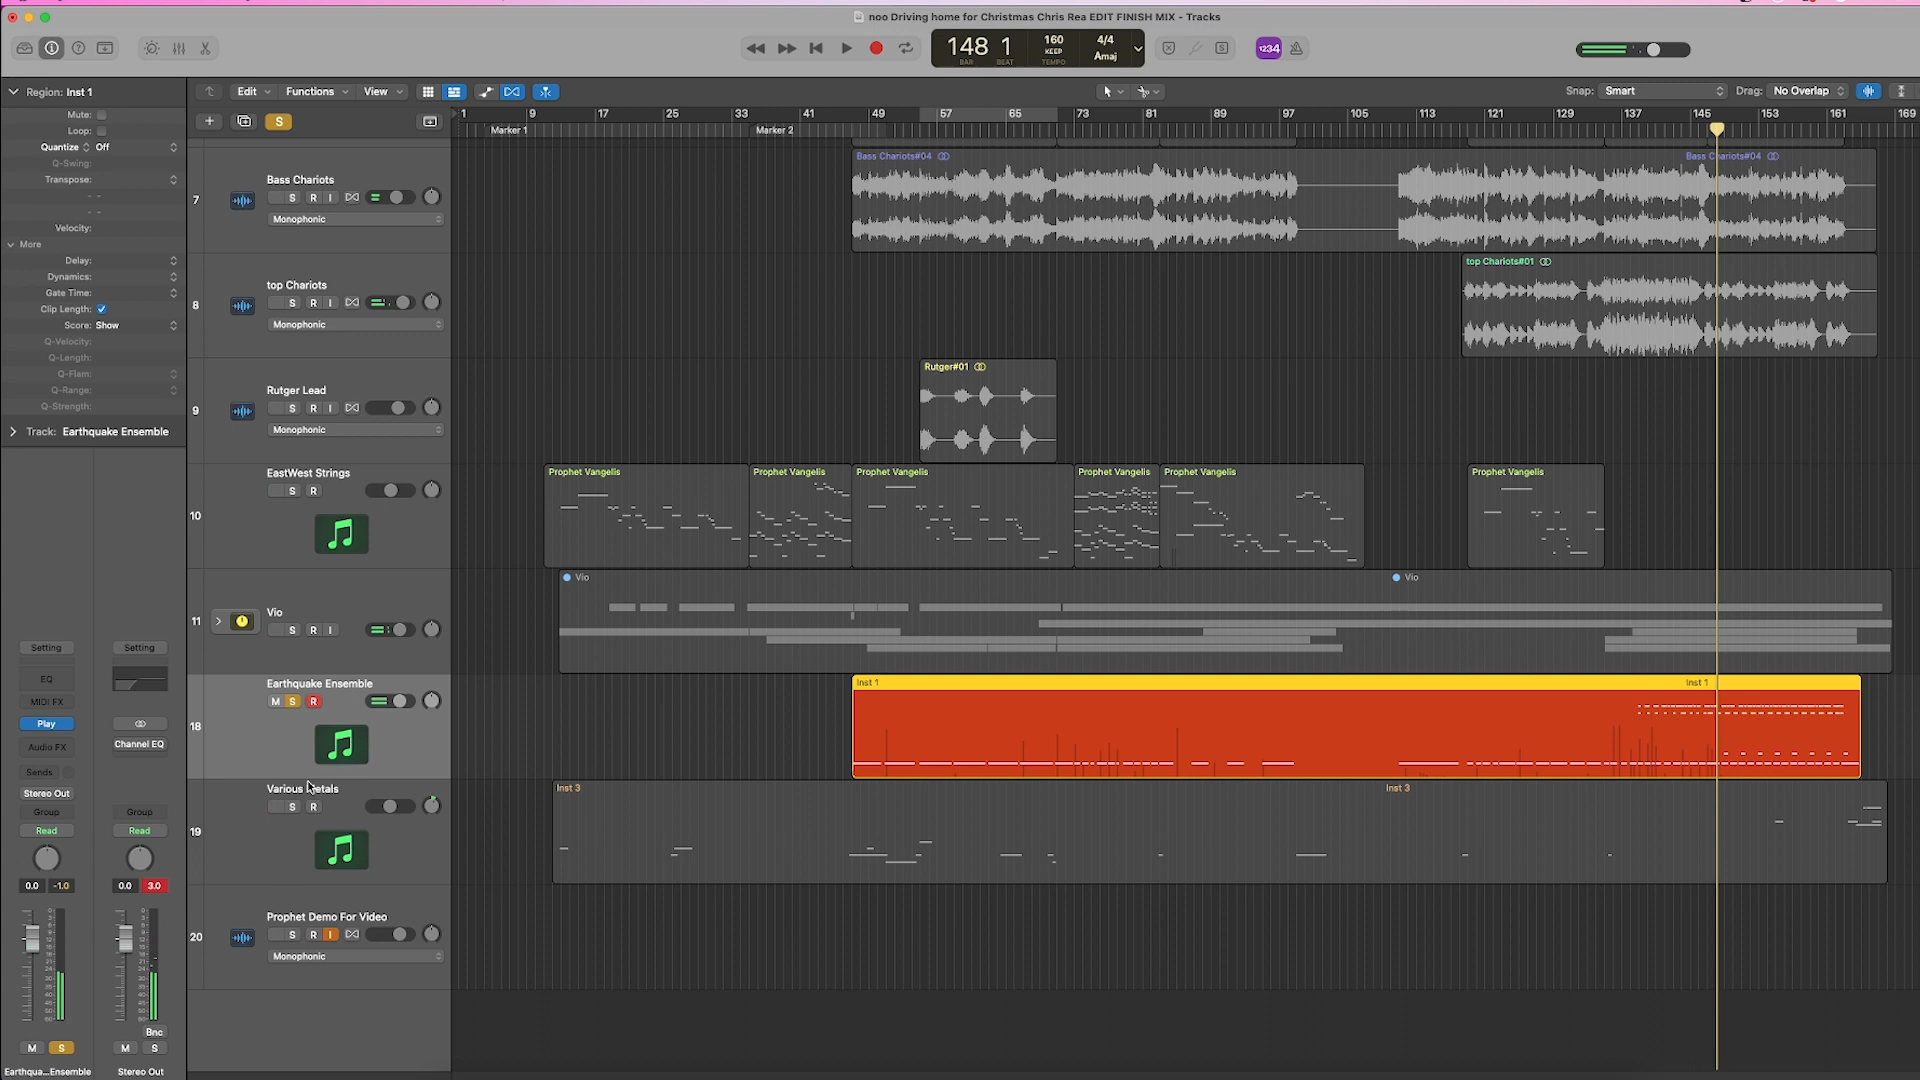 noo Driving home for Christmas Chris Rea EDIT FINISH MIX - Tracks
148 1 160 KEEP 4/4 Amaj
BAR BEAT TEMPO
1234
Region: Inst 1
Edit Functions View
Snap: Smart Drag: No Overlap
S
1 9 17 25 33 41 49 57 65 73 81 89 97 105 113 121 129 137 145 153 161 169
Marker 1 Marker 2
Mute:
Loop:
Quantize Off
Q-Swing:
Transpose:
Velocity:
More
Delay:
Dynamics:
Gate Time:
Clip Length:
Score: Show
Q-Velocity:
Q-Length:
Q-Flam:
Q-Range:
Q-Strength:
Track: Earthquake Ensemble
7 Bass Chariots
S R I
Monophonic
Bass Chariots#04 Bass Chariots#04
8 top Chariots
S R I
Monophonic
top Chariots#01
9 Rutger Lead
S R I
Monophonic
Rutger#01
10 EastWest Strings
S R
Prophet Vangelis Prophet Vangelis Prophet Vangelis Prophet Vangelis Prophet Vangelis Prophet Vangelis
11 Vio
S R I
Vio Vio
18 Earthquake Ensemble
M S R
Inst 1 Inst 1
19 Various
S R
Inst 3 Inst 3
20 Prophet Demo For Video
S R I
Monophonic
Setting Setting
EQ
MIDI FX
Play
Audio FX Channel EQ
Sends
Stereo Out
Group Group
Read Read
0.0 -1.0 0.0 3.0
Bnc
M S M S
Earthqua...Ensemble Stereo Out